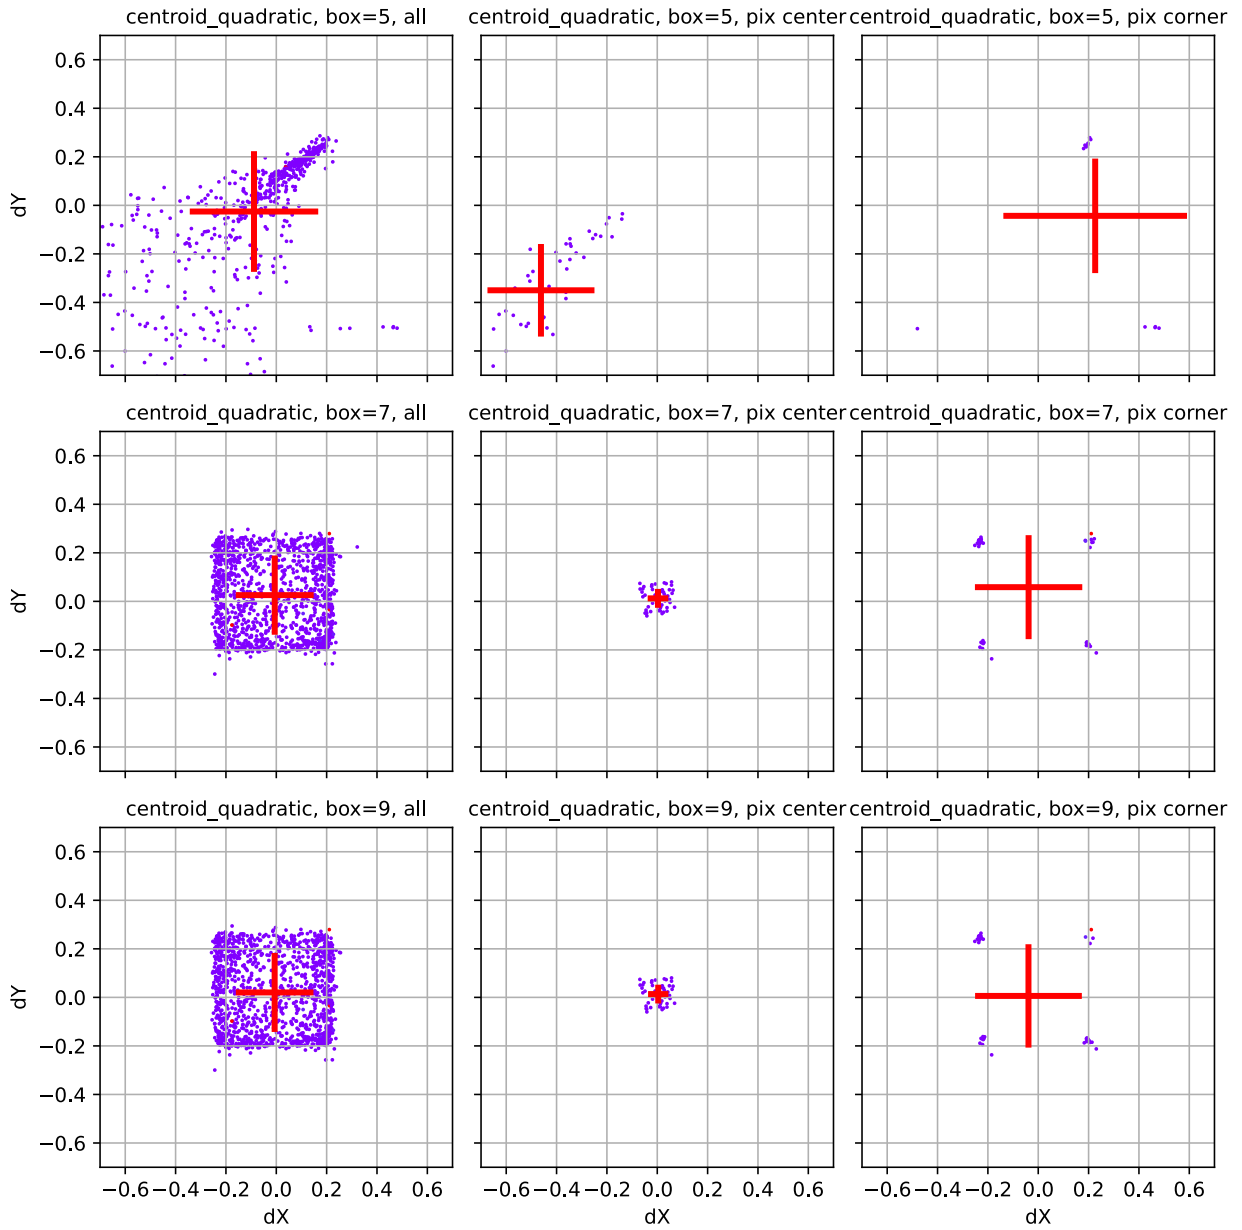 centroid_quadratic, box=5, all
centroid_quadratic, box=5, pix center
centroid_quadratic, box=5, pix corner
0.6
0.4
0.2
0.0
−0.2
−0.4
−0.6
dY
−0.6 −0.4 −0.2 0.0 0.2 0.4 0.6
centroid_quadratic, box=7, all
centroid_quadratic, box=7, pix center
centroid_quadratic, box=7, pix corner
0.6
0.4
0.2
0.0
−0.2
−0.4
−0.6
dY
centroid_quadratic, box=9, all
centroid_quadratic, box=9, pix center
centroid_quadratic, box=9, pix corner
0.6
0.4
0.2
0.0
−0.2
−0.4
−0.6
dY
−0.6 −0.4 −0.2 0.0 0.2 0.4 0.6
−0.6 −0.4 −0.2 0.0 0.2 0.4 0.6
dX
dX
dX